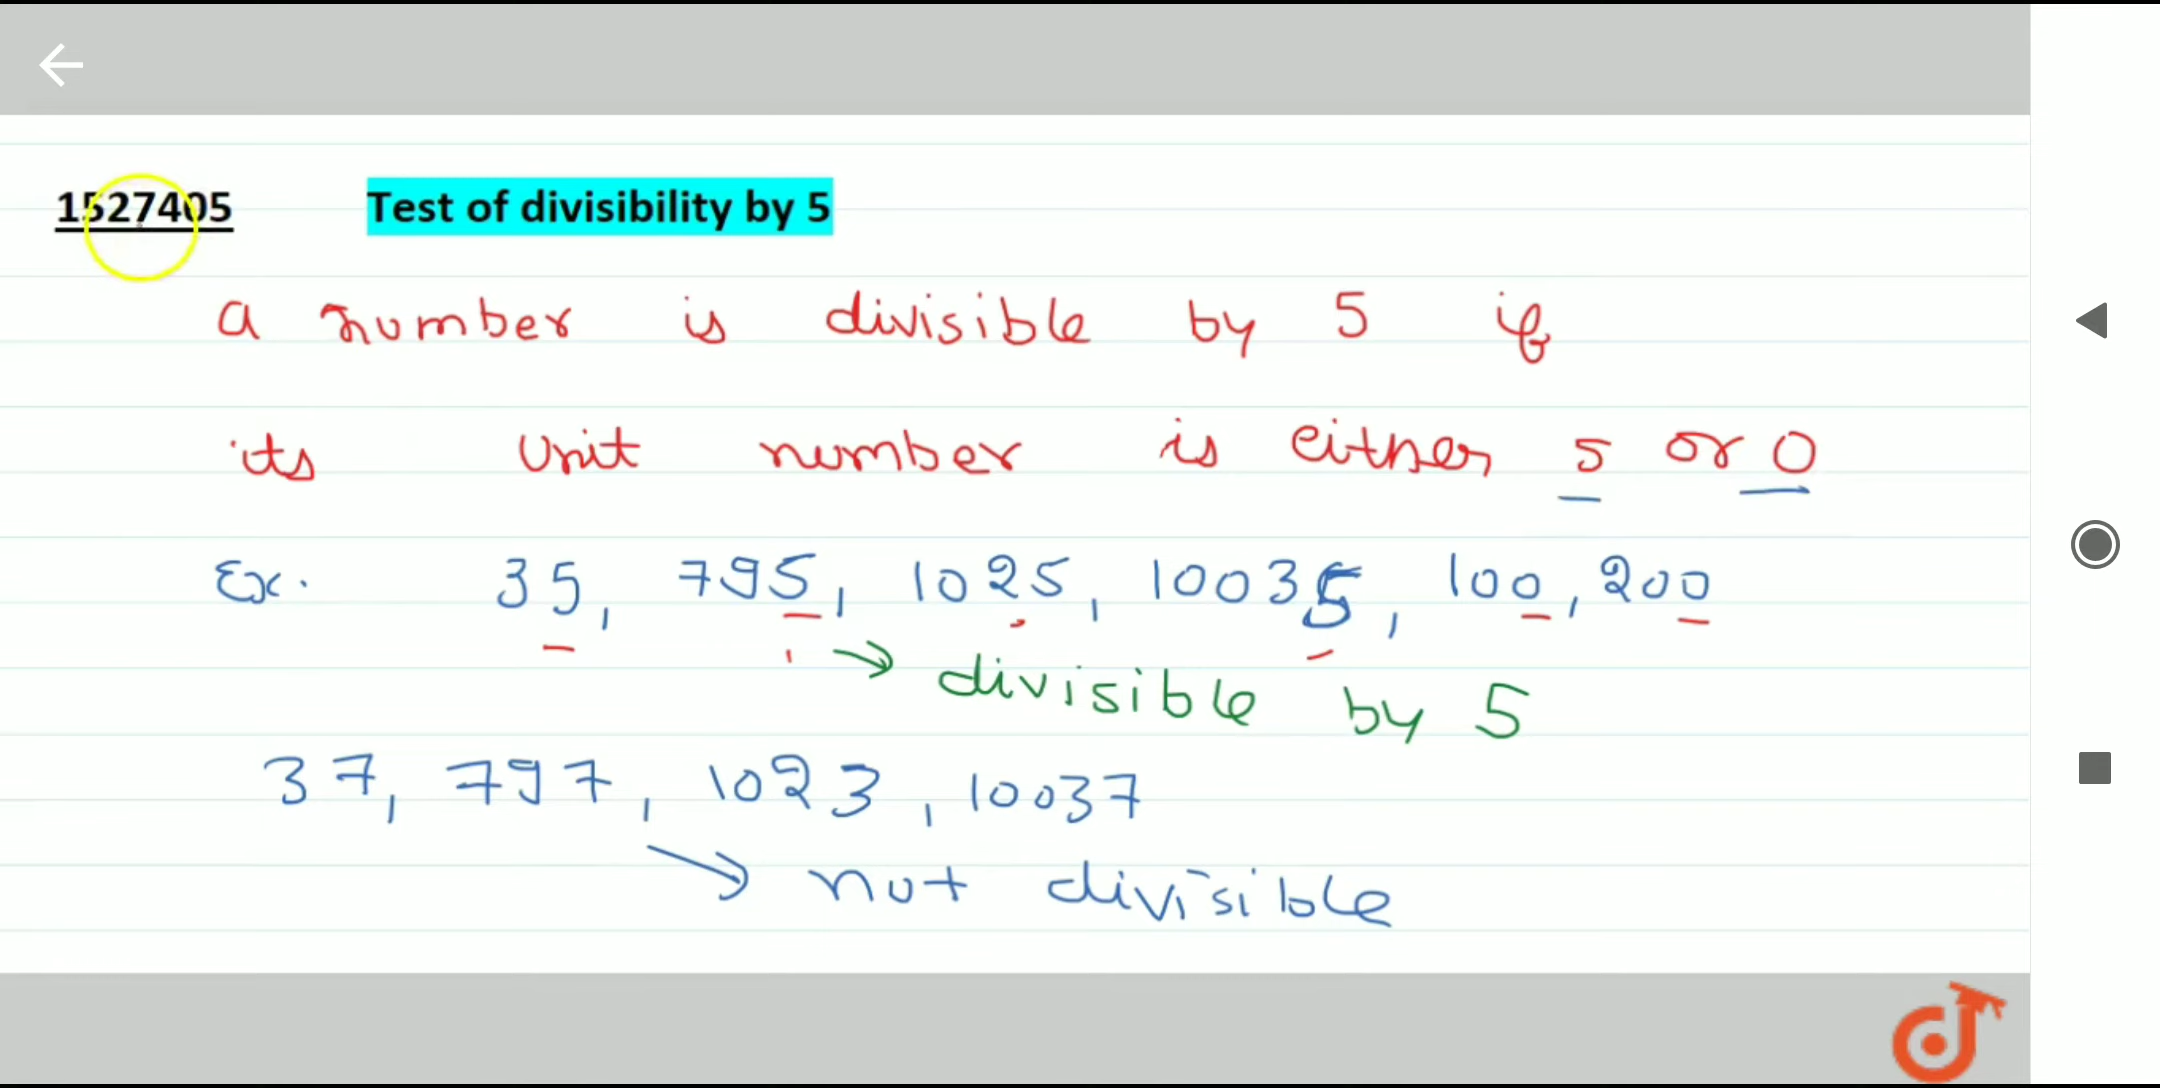 1527405 Test of divisibility by 5
a number is divisible by 5 if
its unit number is either 5 or 0
Ex. 35, 795, 1025, 10035, 100, 200
→ divisible by 5
37, 797, 1023, 10037
→ not divisible